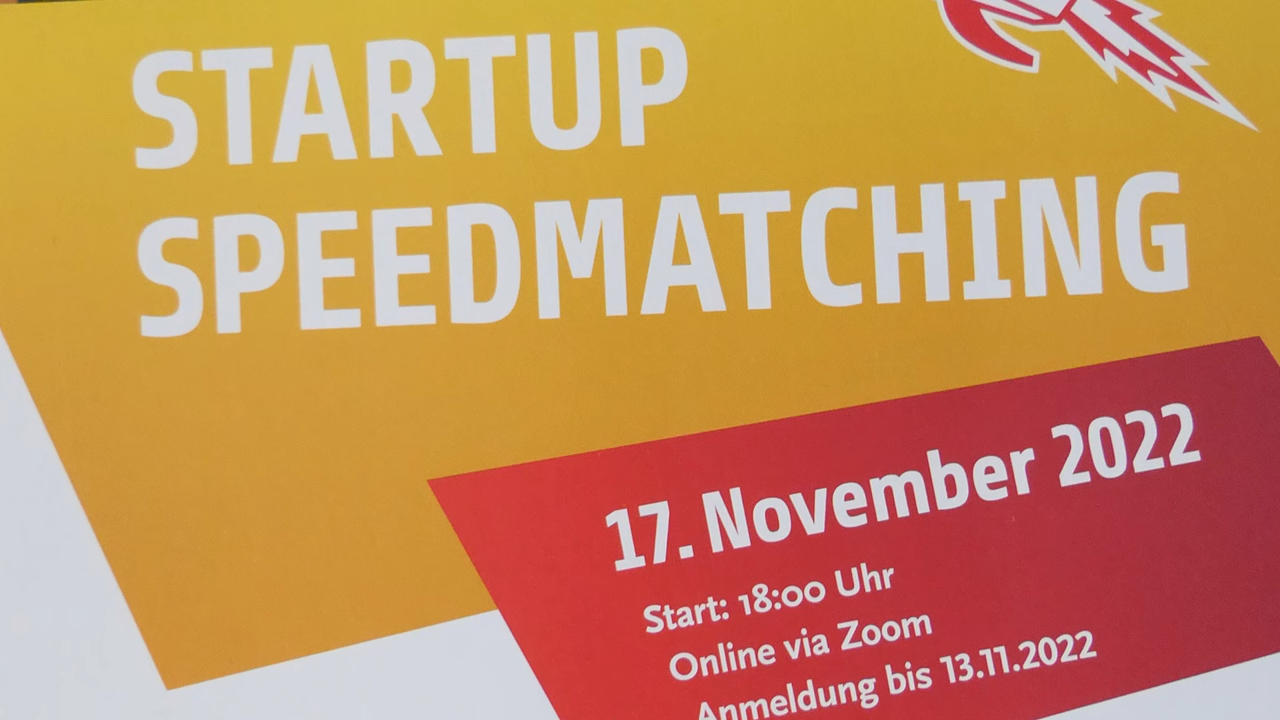 STARTUP
SPEEDMATCHING
17. November 2022
Start: 18:00 Uhr
Online via Zoom
Anmeldung bis 13.11.2022